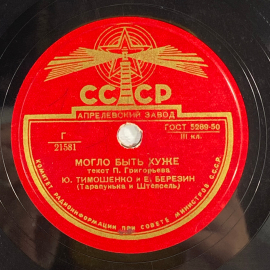 СССР
АПРЕЛЕВСКИЙ ЗАВОД
ГОСТ 5289-50
Г
III кл.
21581
МОГЛО БЫТЬ ХУЖЕ
текст П. Григорьева
Ю. ТИМОШЕНКО и Е. БЕРЕЗИН
(Тарапунька и Штепсель)
КОМИТЕТ РАДИОИНФОРМАЦИИ ПРИ СОВЕТЕ МИНИСТРОВ СССР